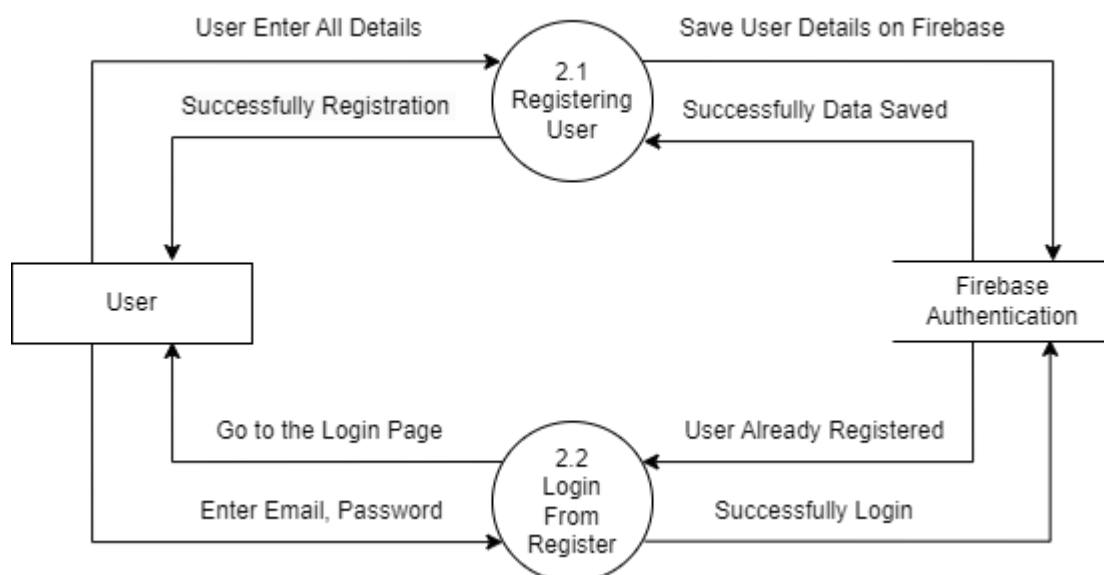 User Enter All Details
Save User Details on Firebase
2.1
Registering
User
Successfully Registration
Successfully Data Saved
User
Firebase
Authentication
Go to the Login Page
User Already Registered
2.2
Login
From
Register
Enter Email, Password
Successfully Login